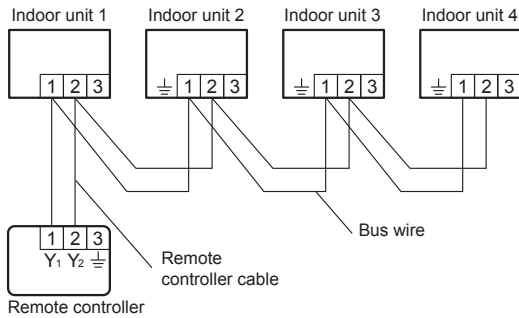 Indoor unit 1 Indoor unit 2 Indoor unit 3 Indoor unit 4
1 2 3 ⏚ 1 2 3 ⏚ 1 2 3 ⏚ 1 2 3
Bus wire
1 2 3
Y1 Y2 ⏚
Remote
controller cable
Remote controller